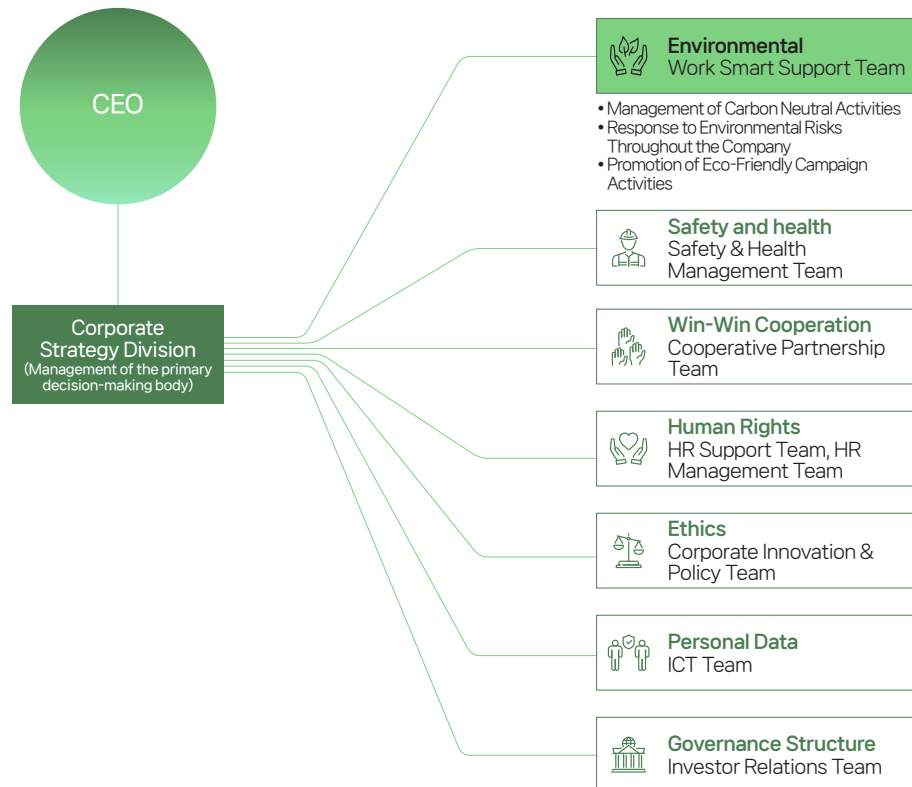 CEO
Corporate
Strategy Division
(Management of the primary
decision-making body)
Environmental
Work Smart Support Team
• Management of Carbon Neutral Activities
• Response to Environmental Risks
Throughout the Company
• Promotion of Eco-Friendly Campaign
Activities
Safety and health
Safety & Health
Management Team
Win-Win Cooperation
Cooperative Partnership
Team
Human Rights
HR Support Team, HR
Management Team
Ethics
Corporate Innovation &
Policy Team
Personal Data
ICT Team
Governance Structure
Investor Relations Team